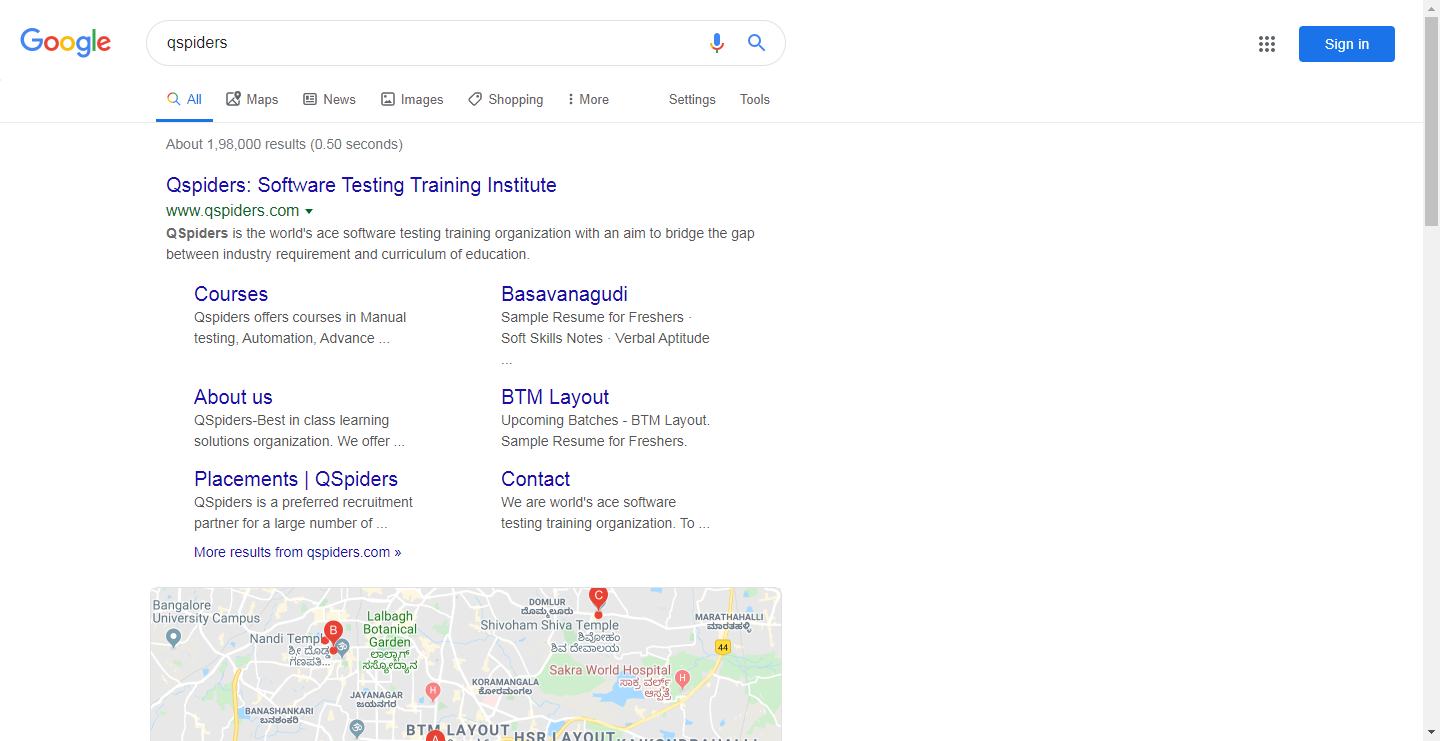 Google
qspiders
Sign in
All Maps News Images Shopping More Settings Tools
About 1,98,000 results (0.50 seconds)
Qspiders: Software Testing Training Institute
www.qspiders.com
QSpiders is the world's ace software testing training organization with an aim to bridge the gap
between industry requirement and curriculum of education.
Courses
Qspiders offers courses in Manual
testing, Automation, Advance ...
Basavanagudi
Sample Resume for Freshers ·
Soft Skills Notes · Verbal Aptitude
...
About us
QSpiders-Best in class learning
solutions organization. We offer ...
BTM Layout
Upcoming Batches - BTM Layout.
Sample Resume for Freshers.
Placements | QSpiders
QSpiders is a preferred recruitment
partner for a large number of ...
Contact
We are world's ace software
testing training organization. To ...
More results from qspiders.com »
Bangalore
University Campus
Nandi Temple
ಶ್ರೀ ದೊಡ್ಡ
ಗಣಪತಿ...
B
Lalbagh
Botanical
Garden
ಲಾಲ್ಬಾಗ್
ಸಸ್ಯೋದ್ಯಾನ
DOMLUR
ದೊಮ್ಮಲೂರು
C
Shivoham Shiva Temple
ಶಿವೋಹಂ
ಶಿವ ದೇವಾಲಯ
MARATHAHALLI
ಮಾರತಹಳ್ಳಿ
44
Sakra World Hospital
ಸಾಕ್ರ ವರ್ಲ್ಡ್
ಆಸ್ಪತ್ರೆ
H
KORAMANGALA
ಕೋರಮಂಗಲ
H
JAYANAGAR
ಜಯನಗರ
BANASHANKARI
ಬನಶಂಕರಿ
BTM LAYOUT
A
HSR LAYOUT